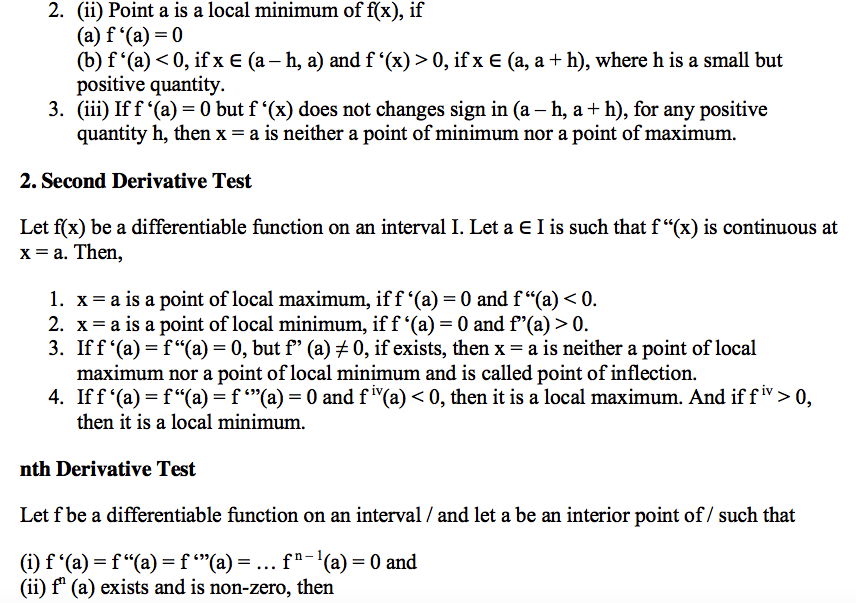 2. (ii) Point a is a local minimum of f(x), if
(a) f ‘(a) = 0
(b) f ‘(a) < 0, if x ∈ (a – h, a) and f ‘(x) > 0, if x ∈ (a, a + h), where h is a small but
positive quantity.
3. (iii) If f ‘(a) = 0 but f ‘(x) does not changes sign in (a – h, a + h), for any positive
quantity h, then x = a is neither a point of minimum nor a point of maximum.
2. Second Derivative Test
Let f(x) be a differentiable function on an interval I. Let a ∈ I is such that f “(x) is continuous at
x = a. Then,
1. x = a is a point of local maximum, if f ‘(a) = 0 and f “(a) < 0.
2. x = a is a point of local minimum, if f ‘(a) = 0 and f”(a) > 0.
3. If f ‘(a) = f “(a) = 0, but f” (a) ≠ 0, if exists, then x = a is neither a point of local
maximum nor a point of local minimum and is called point of inflection.
4. If f ‘(a) = f “(a) = f ‘”(a) = 0 and f ⁱᵛ(a) < 0, then it is a local maximum. And if f ⁱᵛ > 0,
then it is a local minimum.
nth Derivative Test
Let f be a differentiable function on an interval / and let a be an interior point of / such that
(i) f ‘(a) = f “(a) = f ‘”(a) = … fⁿ⁻¹(a) = 0 and
(ii) fⁿ (a) exists and is non-zero, then